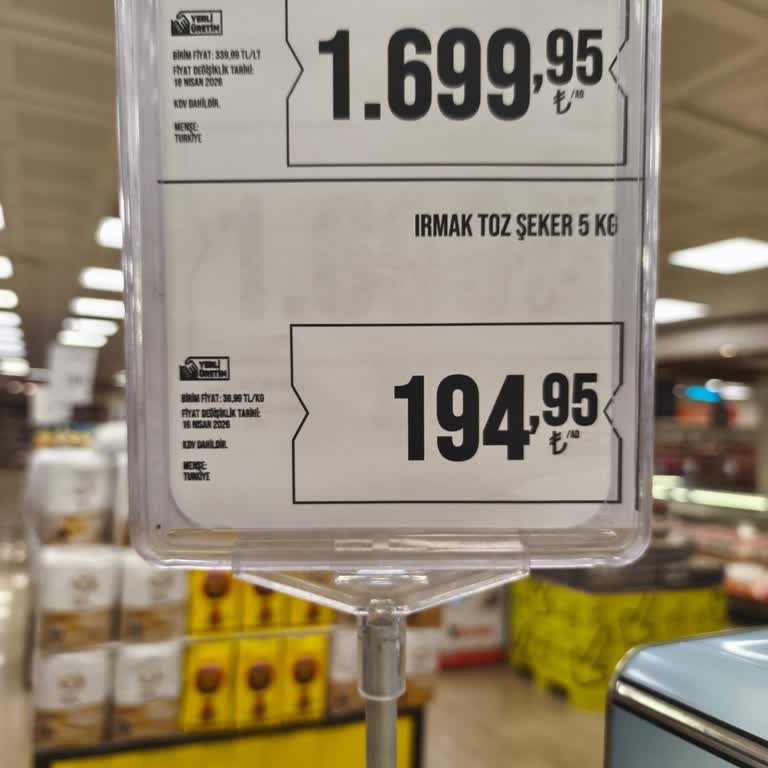 YERLİ
ÜRETİM
BİRİM FİYAT: 339,99 TL/LT
FİYAT DEĞİŞİKLİK TARİHİ:
16 NİSAN 2026
KDV DAHİLDİR.
MENŞE:
TÜRKİYE
1.699,95
₺/AD
IRMAK TOZ ŞEKER 5 KG
YERLİ
ÜRETİM
BİRİM FİYAT: 38,99 TL/KG
FİYAT DEĞİŞİKLİK TARİHİ:
16 NİSAN 2026
KDV DAHİLDİR.
MENŞE:
TÜRKİYE
194,95
₺/AD